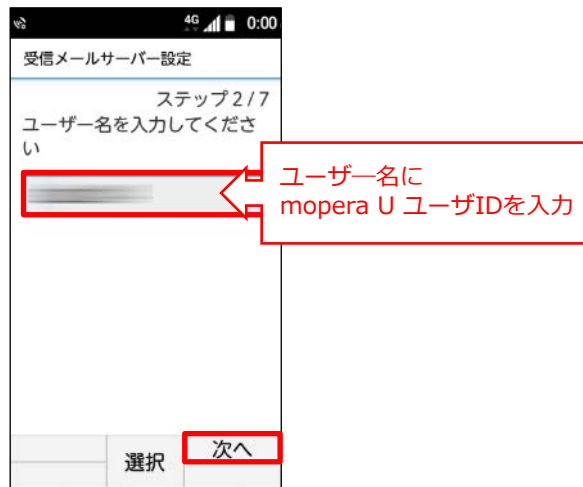 4G 0:00
受信メールサーバー設定
ステップ2/7
ユーザー名を入力してくださ
い
ユーザ―名に
mopera U ユーザIDを入力
選択
次へ